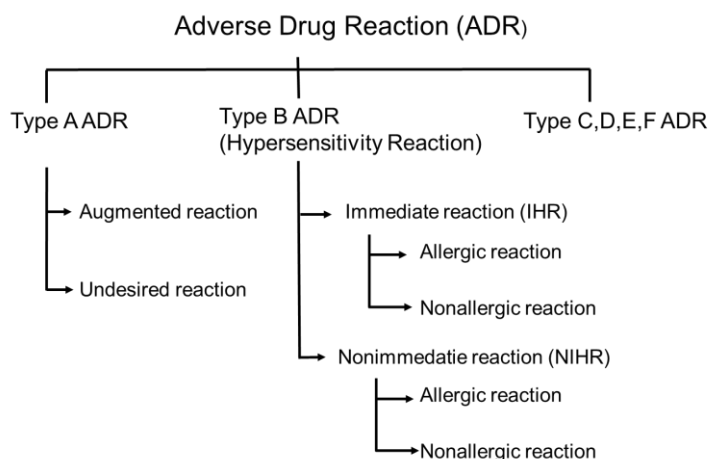 Adverse Drug Reaction (ADR)
Type A ADR
Type B ADR
(Hypersensitivity Reaction)
Type C,D,E,F ADR
Augmented reaction
Undesired reaction
Immediate reaction (IHR)
Allergic reaction
Nonallergic reaction
Nonimmedatie reaction (NIHR)
Allergic reaction
Nonallergic reaction